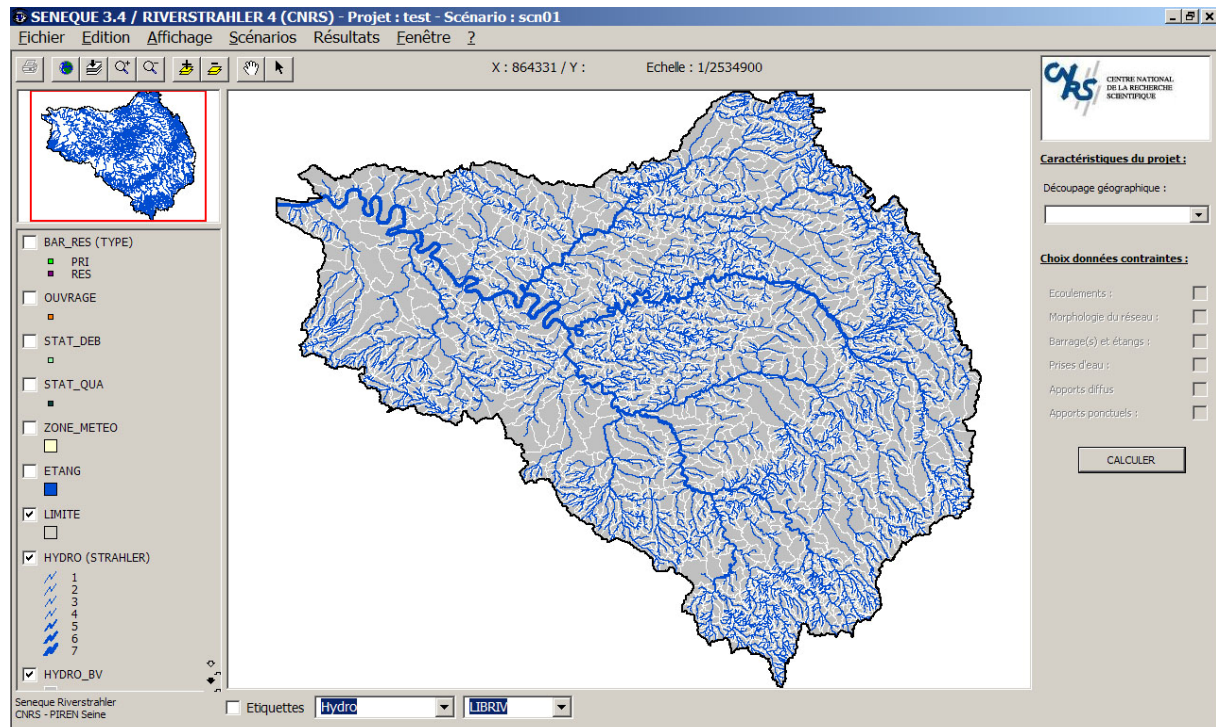 SENEQUE 3.4 / RIVERSTRAHLER 4 (CNRS) - Projet : test - Scénario : scn01
Fichier Edition Affichage Scénarios Résultats Fenêtre ?
X : 864331 / Y : Echelle : 1/2534900
CNRS
CENTRE NATIONAL
DE LA RECHERCHE
SCIENTIFIQUE
Caractéristiques du projet :
Découpage géographique :
Choix données contraintes :
Ecoulements :
Morphologie du réseau :
Barrage(s) et étangs :
Prises d'eau :
Apports diffus
Apports ponctuels :
CALCULER
BAR_RES (TYPE)
PRI
RES
OUVRAGE
STAT_DEB
STAT_QUA
ZONE_METEO
ETANG
LIMITE
HYDRO (STRAHLER)
1
2
3
4
5
6
7
HYDRO_BV
Seneque Riverstrahler
CNRS - PIREN Seine
Etiquettes Hydro LIBRIV